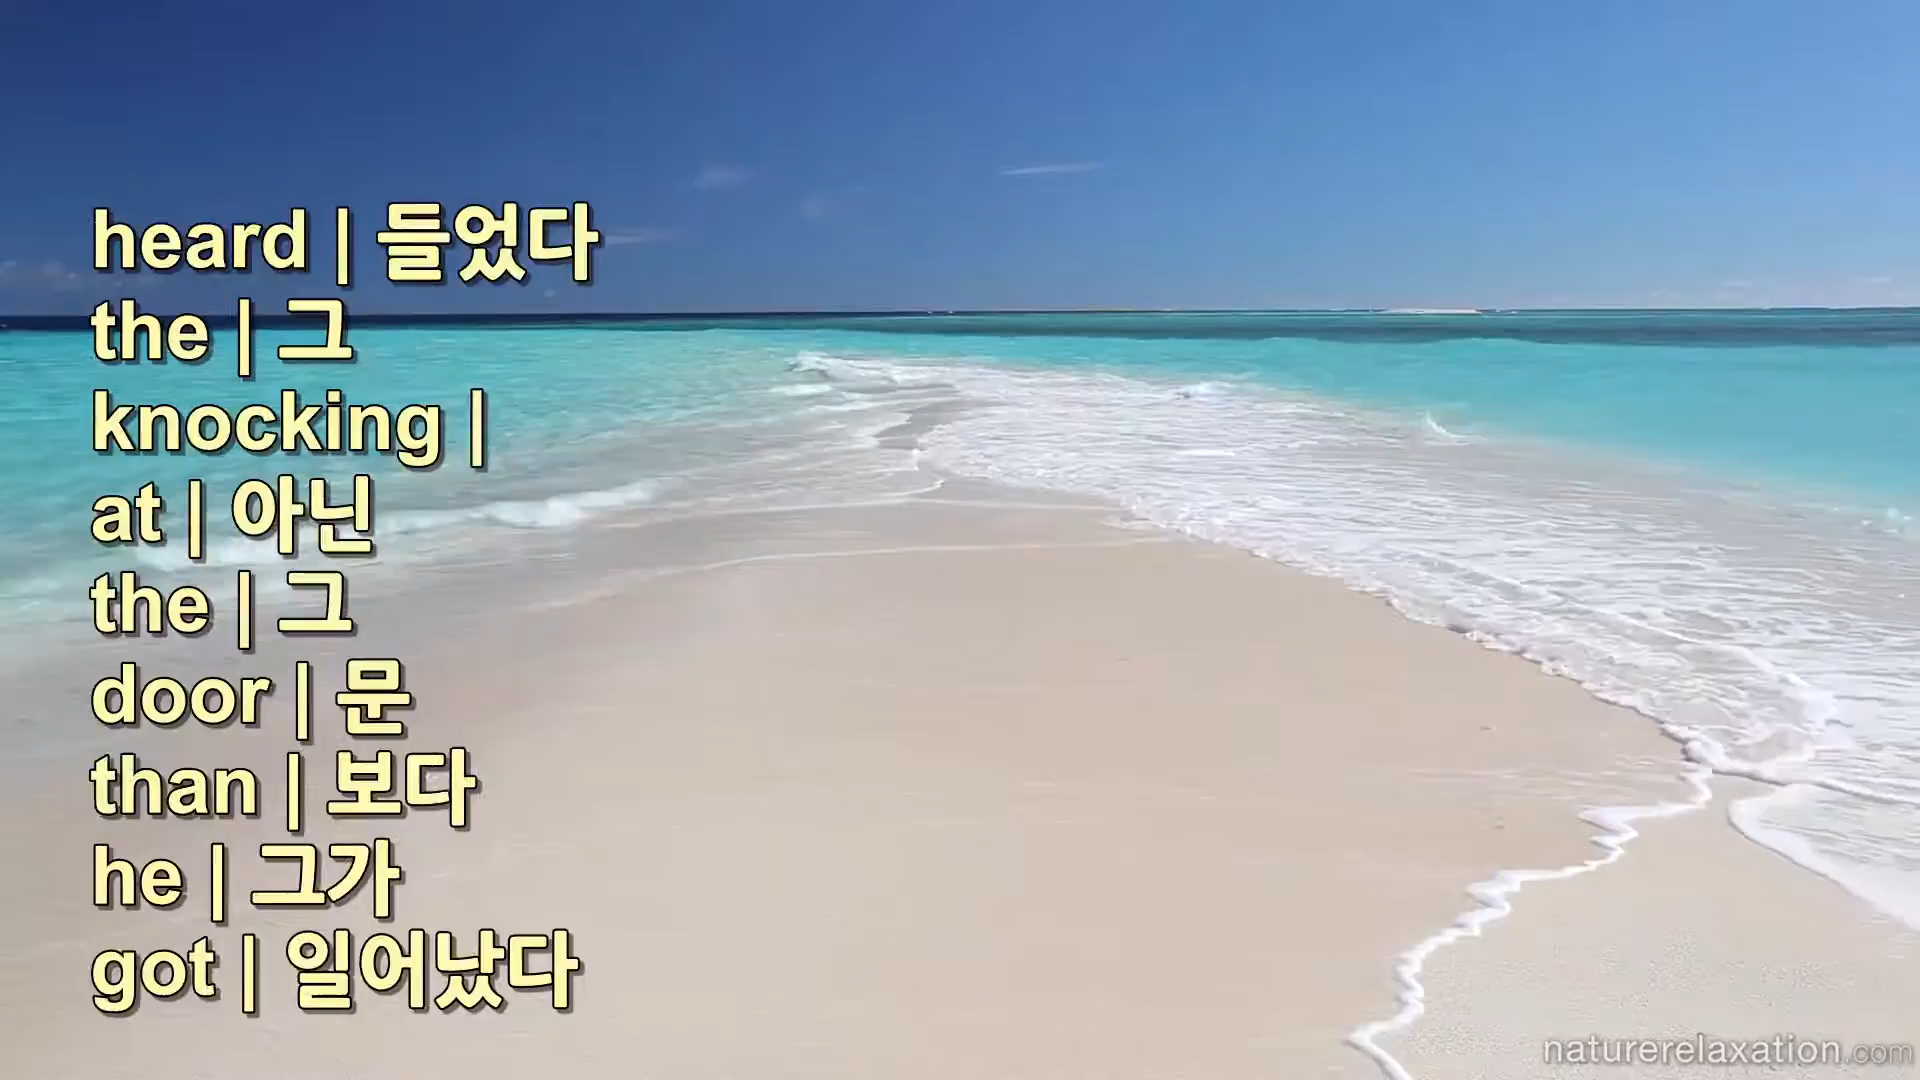 heard | 들었다
the | 그
knocking |
at | 아닌
the | 그
door | 문
than | 보다
he | 그가
got | 일어났다
naturerelaxation.com